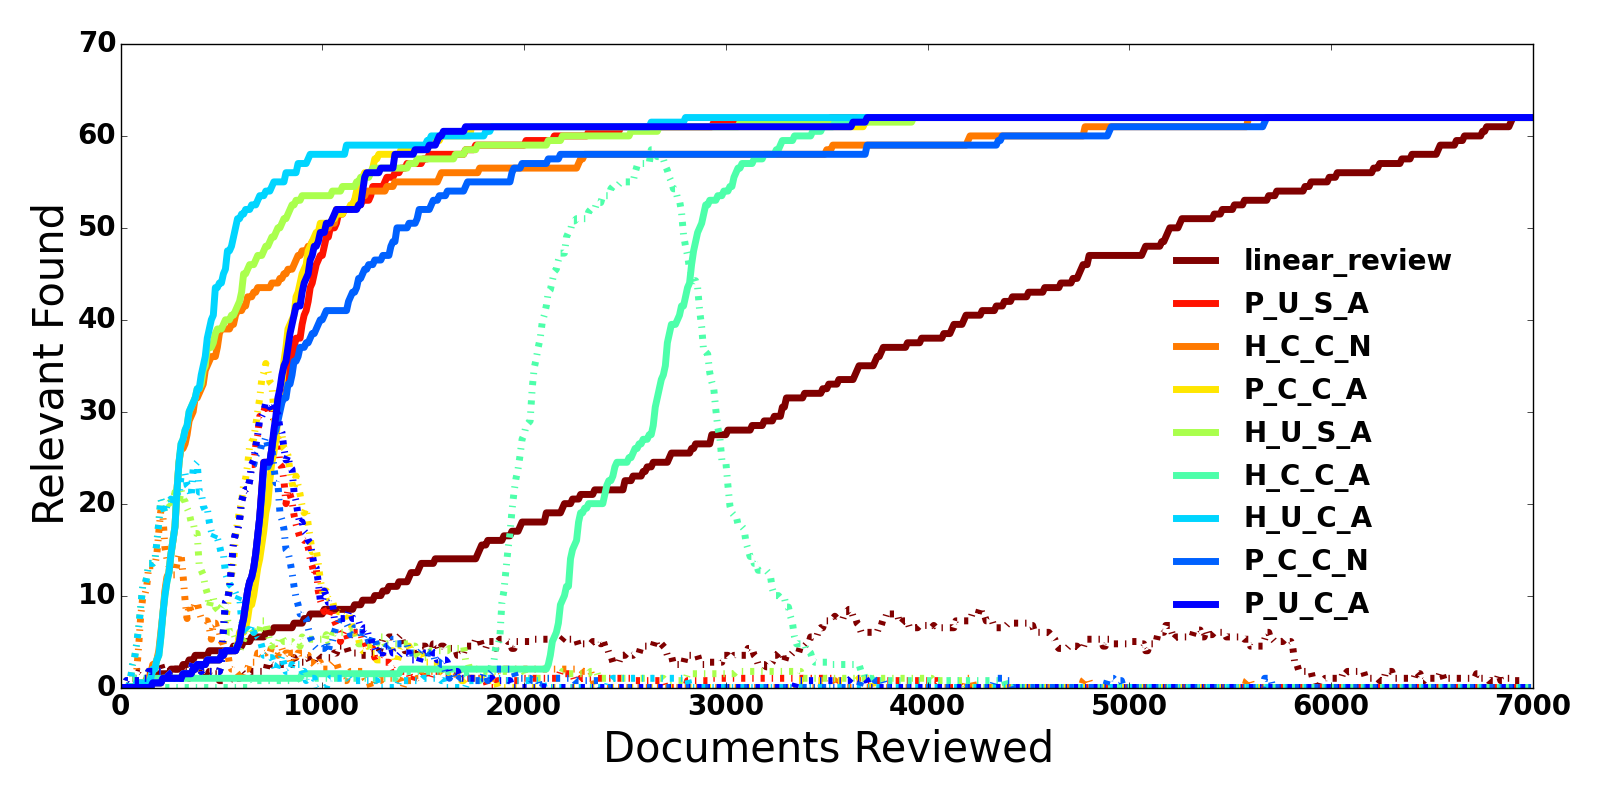 70
60
50
40
30
20
10
0
Relevant Found
linear_review
P_U_S_A
H_C_C_N
P_C_C_A
H_U_S_A
H_C_C_A
H_U_C_A
P_C_C_N
P_U_C_A
0 1000 2000 3000 4000 5000 6000 7000
Documents Reviewed